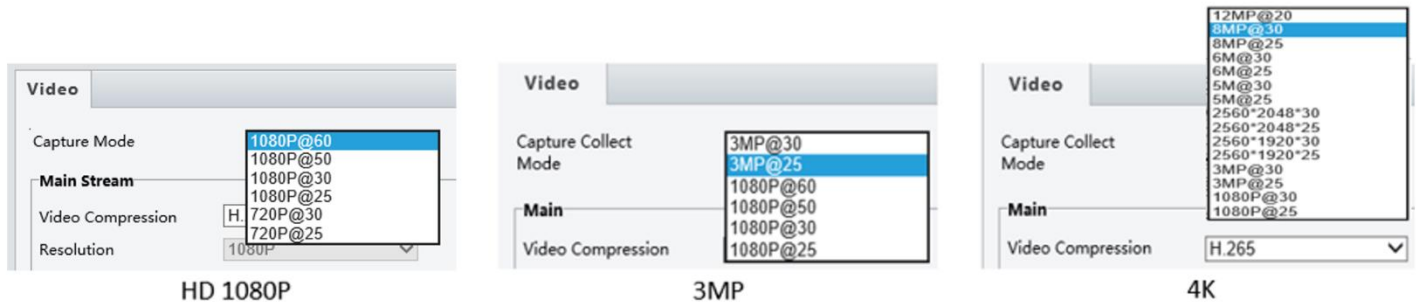 Video
Capture Mode
1080P@60
1080P@50
1080P@30
1080P@25
720P@30
720P@25
Main Stream
Video Compression
H.
Resolution
1080P
HD 1080P
Video
Capture Collect
Mode
3MP@30
3MP@25
1080P@60
1080P@50
1080P@30
1080P@25
Main
Video Compression
3MP
12MP@20
8MP@30
8MP@25
6M@30
6M@25
5M@30
5M@25
2560*2048*30
2560*2048*25
2560*1920*30
2560*1920*25
3MP@30
3MP@25
1080P@30
1080P@25
Video
Capture Collect
Mode
Main
Video Compression
H.265
4K